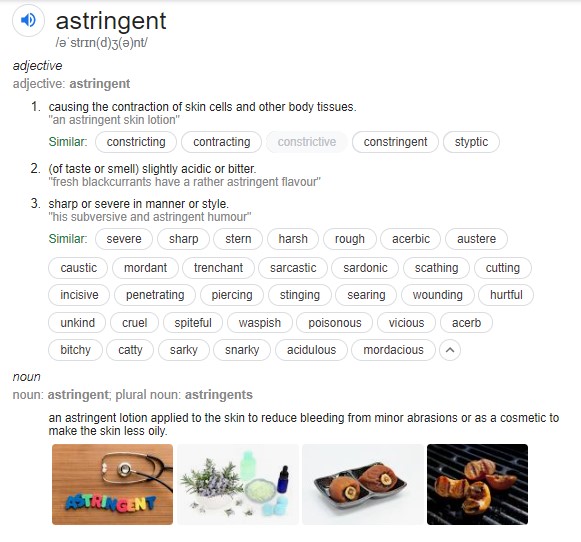 astringent
/əˈstrɪn(d)ʒ(ə)nt/
adjective
adjective: astringent
1. causing the contraction of skin cells and other body tissues.
"an astringent skin lotion"
Similar: constricting contracting constrictive constringent styptic
2. (of taste or smell) slightly acidic or bitter.
"fresh blackcurrants have a rather astringent flavour"
3. sharp or severe in manner or style.
"his subversive and astringent humour"
Similar: severe sharp stern harsh rough acerbic austere
caustic mordant trenchant sarcastic sardonic scathing cutting
incisive penetrating piercing stinging searing wounding hurtful
unkind cruel spiteful waspish poisonous vicious acerb
bitchy catty sarky snarky acidulous mordacious
noun
noun: astringent; plural noun: astringents
an astringent lotion applied to the skin to reduce bleeding from minor abrasions or as a cosmetic to
make the skin less oily.
ASTRINGENT